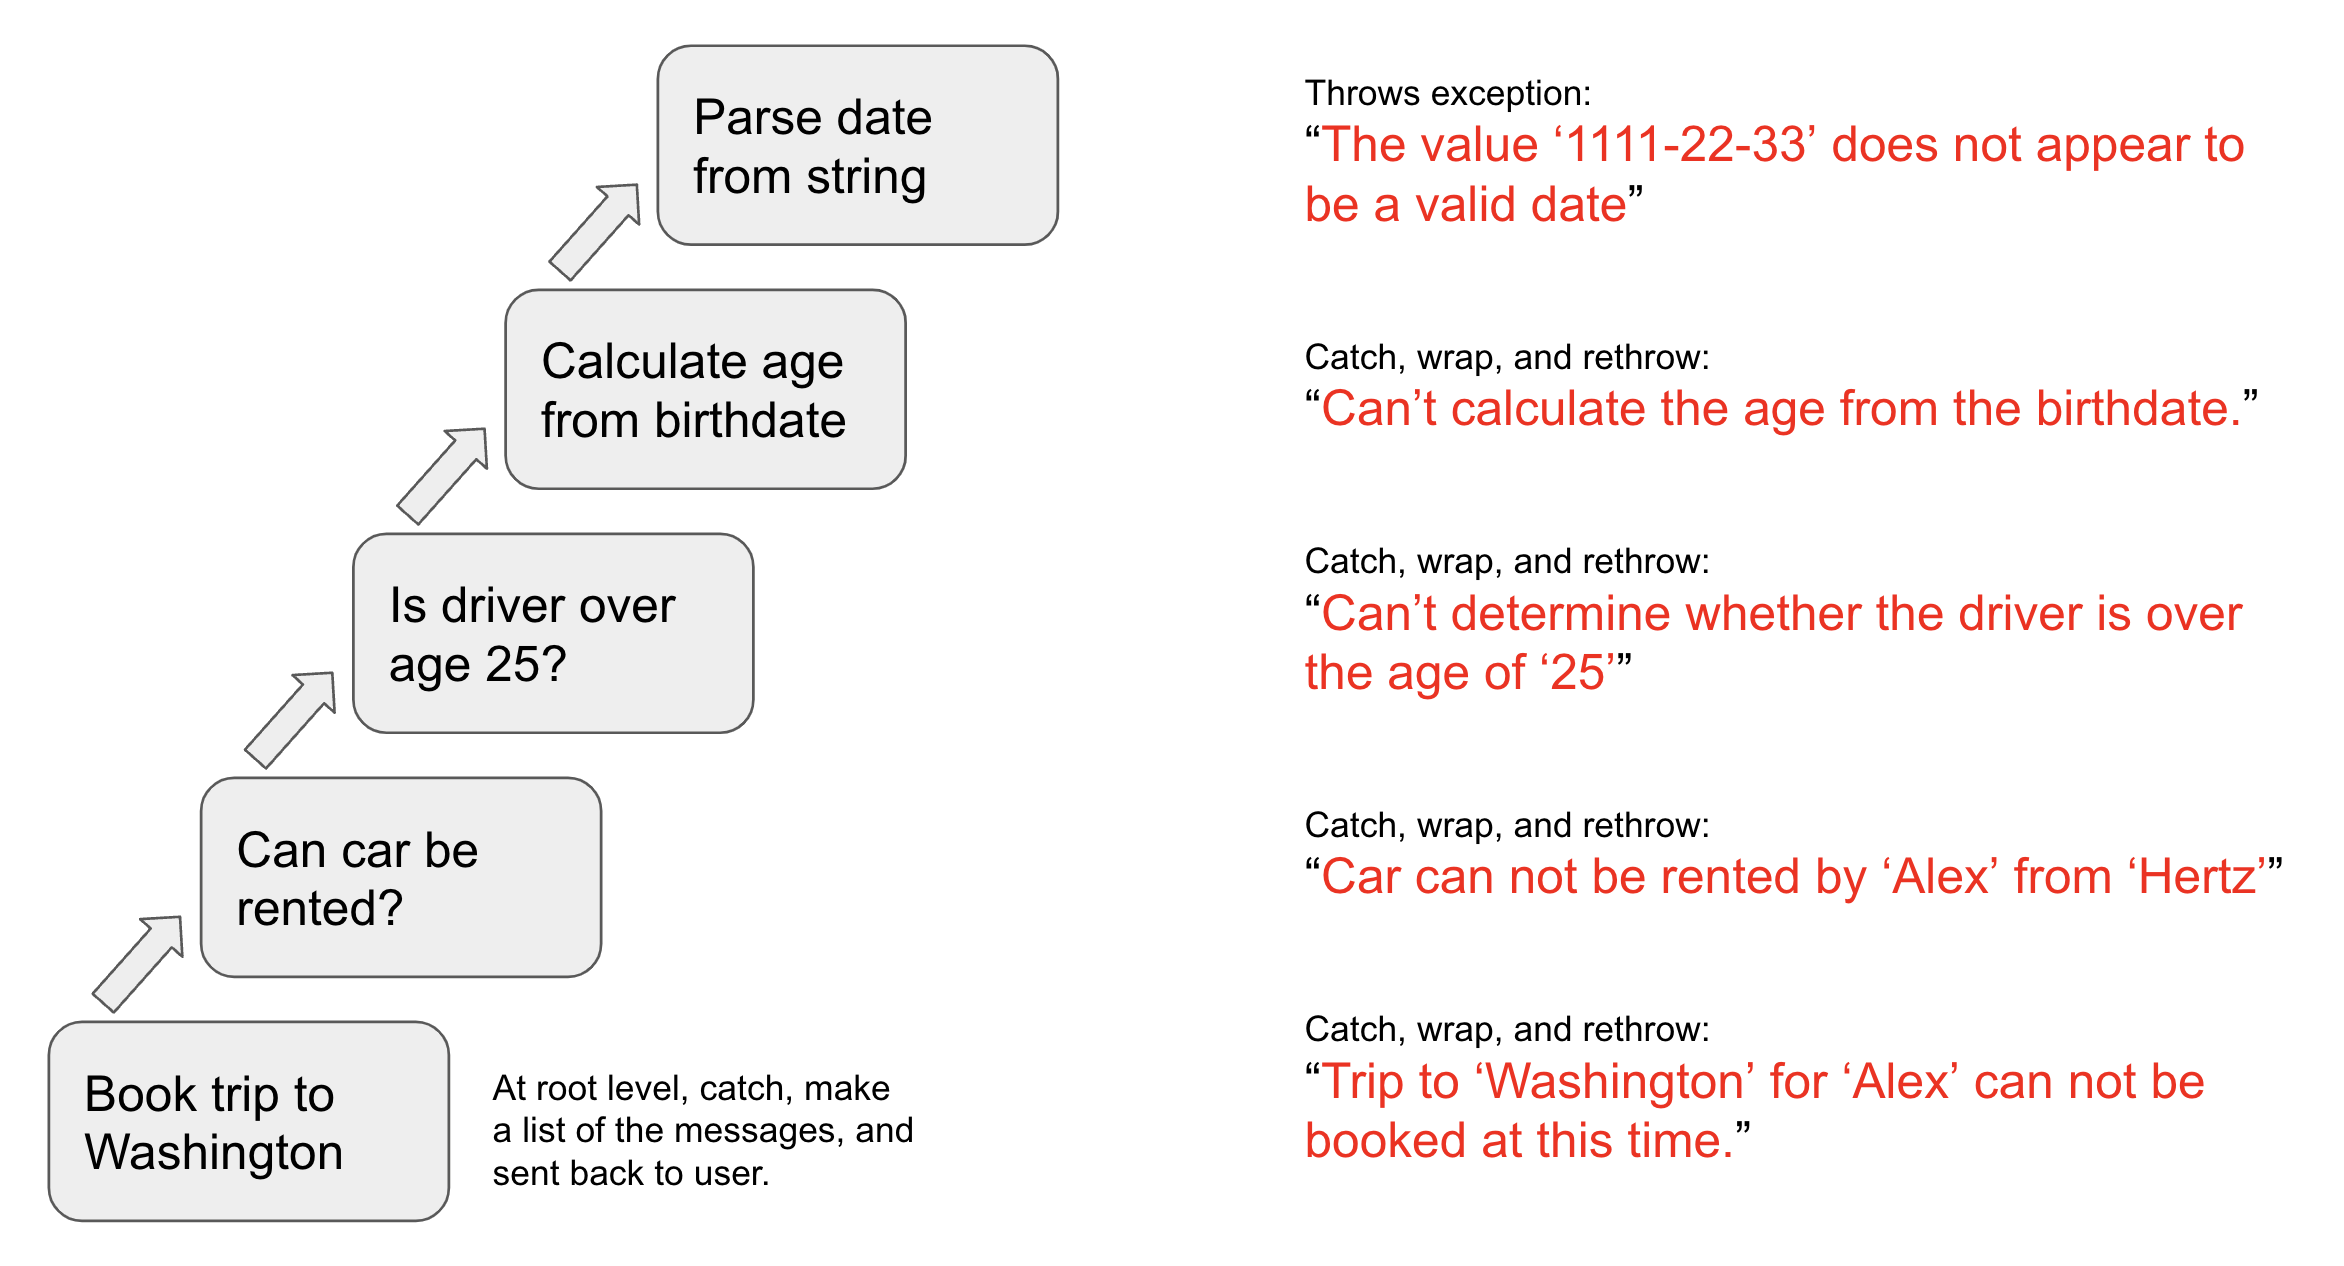 Parse date
from string
Throws exception:
“The value ‘1111-22-33’ does not appear to
be a valid date”
Calculate age
from birthdate
Catch, wrap, and rethrow:
“Can’t calculate the age from the birthdate.”
Is driver over
age 25?
Catch, wrap, and rethrow:
“Can’t determine whether the driver is over
the age of ‘25’”
Can car be
rented?
Catch, wrap, and rethrow:
“Car can not be rented by ‘Alex’ from ‘Hertz’”
Book trip to
Washington
At root level, catch, make
a list of the messages, and
sent back to user.
Catch, wrap, and rethrow:
“Trip to ‘Washington’ for ‘Alex’ can not be
booked at this time.”